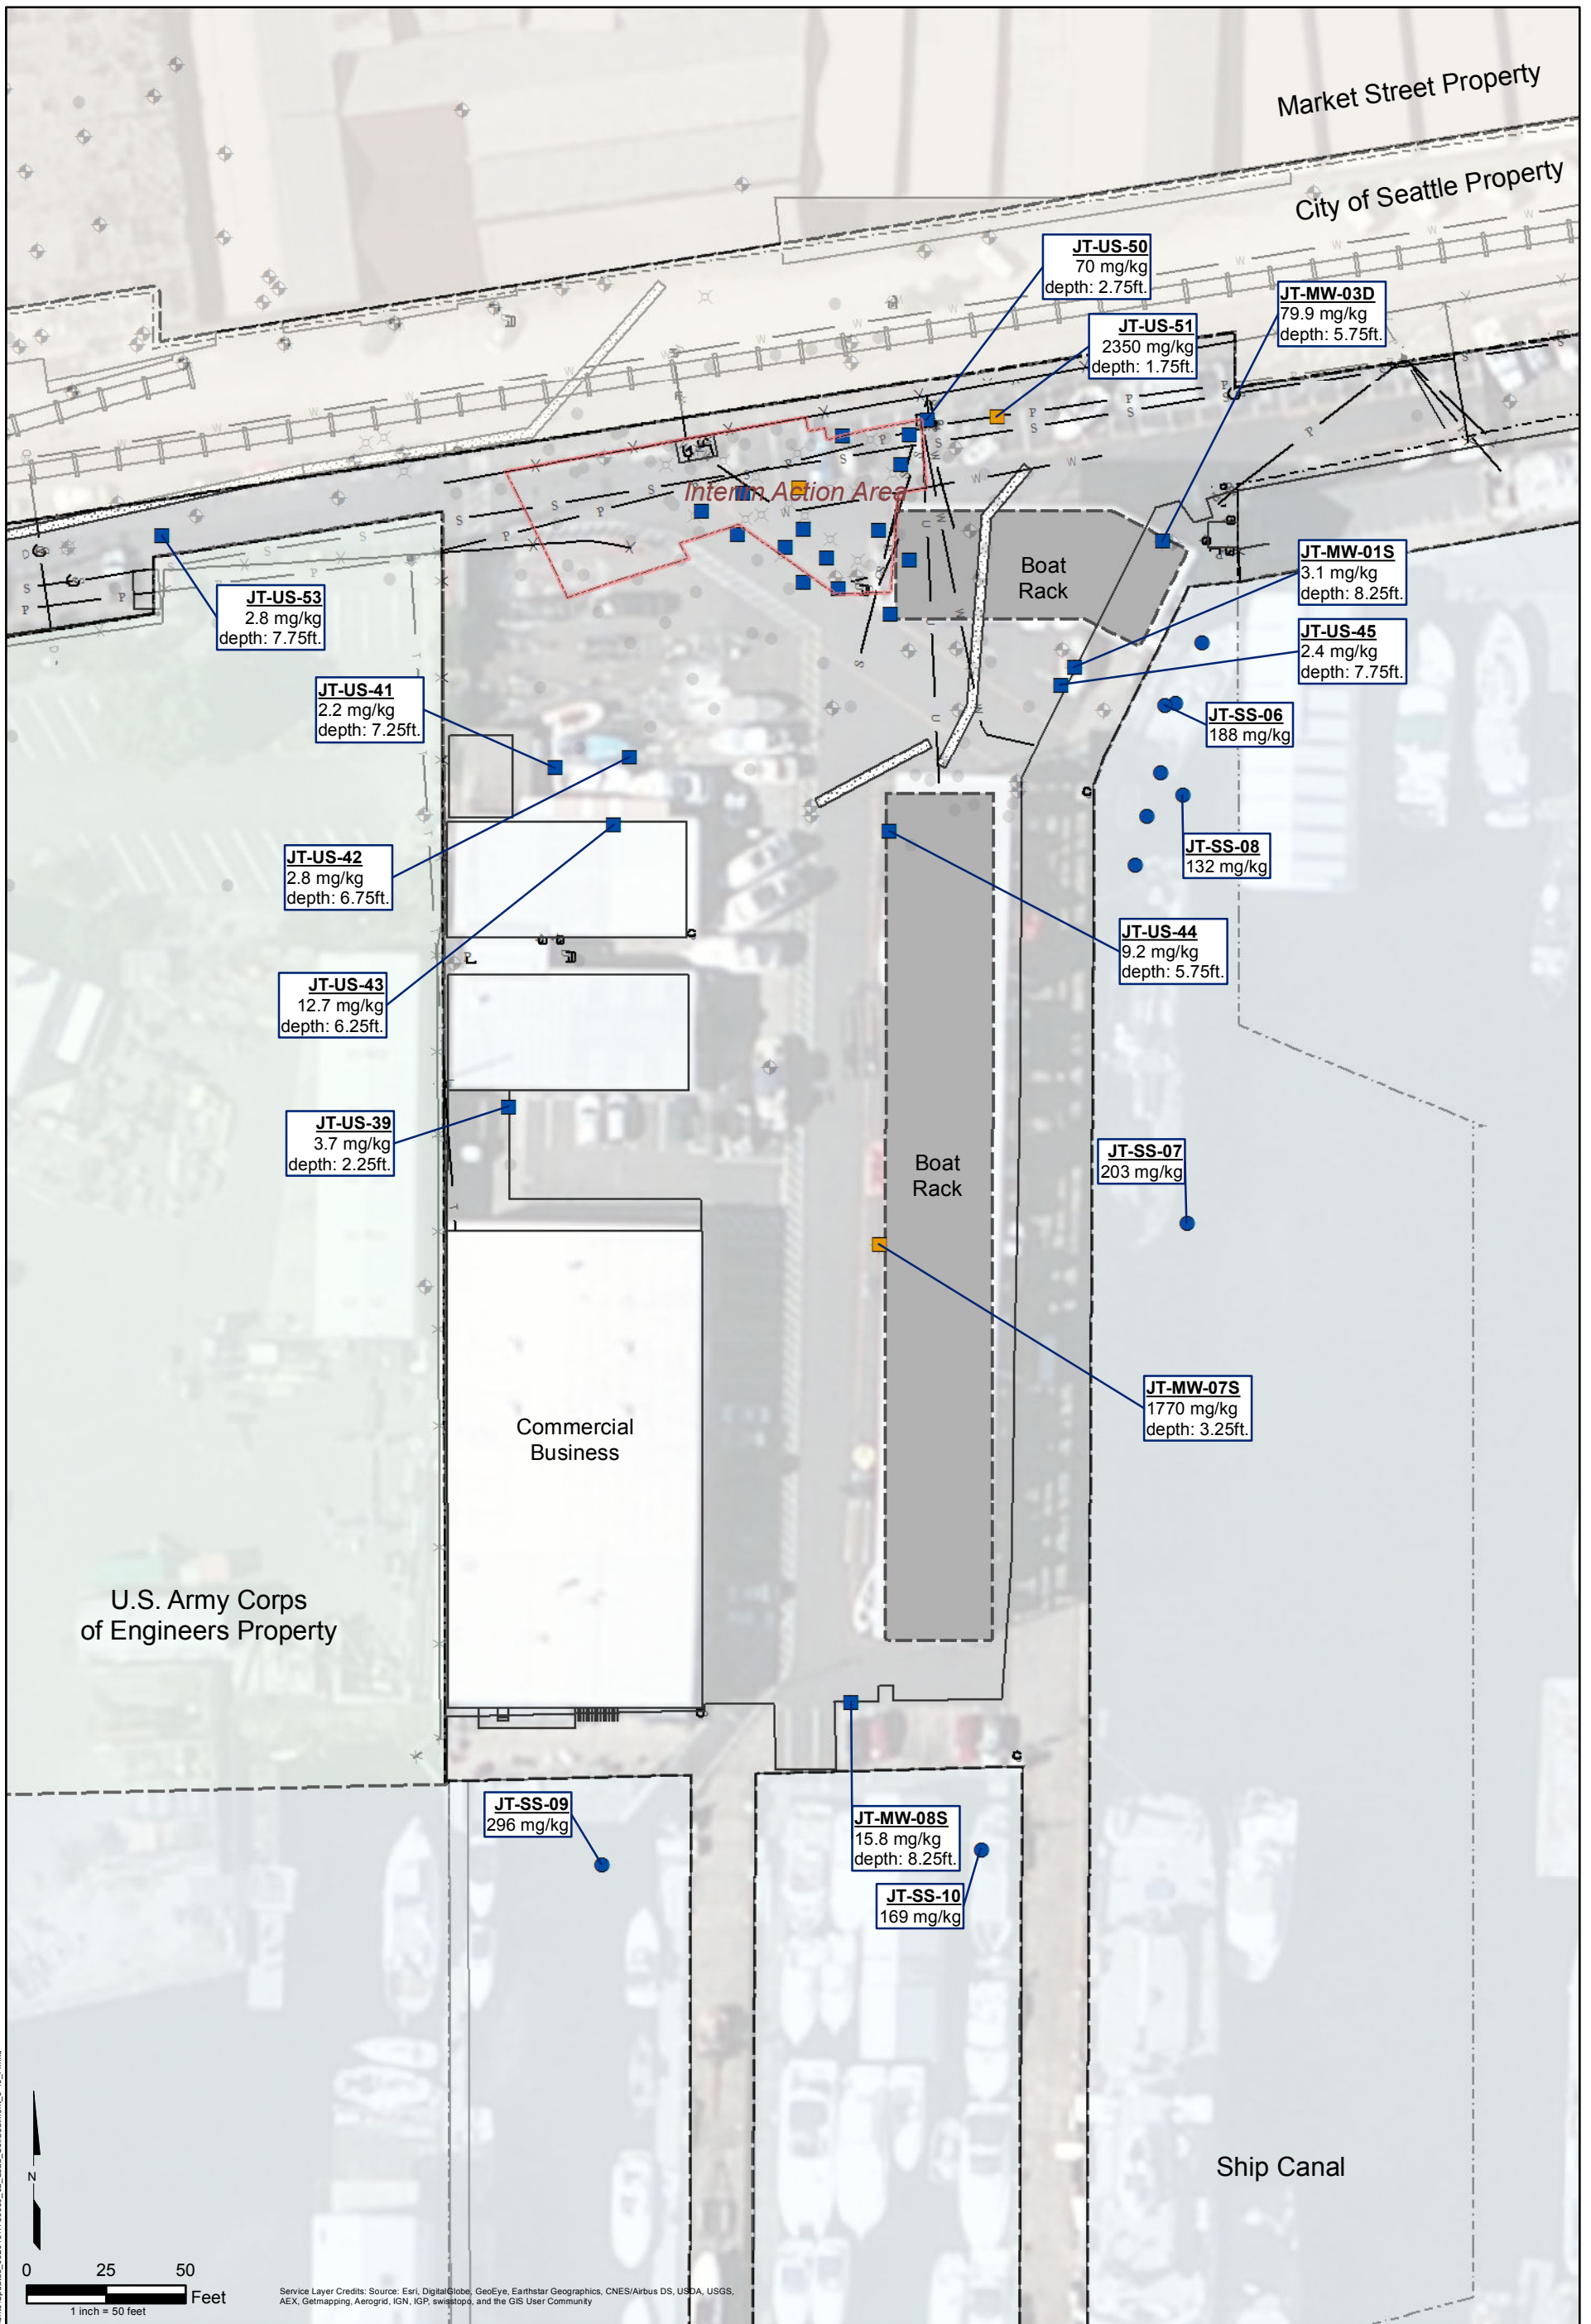 Market Street Property
City of Seattle Property
JT-US-50
70 mg/kg
depth: 2.75ft.
JT-MW-03D
79.9 mg/kg
depth: 5.75ft.
JT-US-51
2350 mg/kg
depth: 1.75ft.
Interim Action Area
Boat
Rack
JT-MW-01S
3.1 mg/kg
depth: 8.25ft.
JT-US-53
2.8 mg/kg
depth: 7.75ft.
JT-US-45
2.4 mg/kg
depth: 7.75ft.
JT-US-41
2.2 mg/kg
depth: 7.25ft.
JT-SS-06
188 mg/kg
JT-US-42
2.8 mg/kg
depth: 6.75ft.
JT-SS-08
132 mg/kg
JT-US-44
9.2 mg/kg
depth: 5.75ft.
JT-US-43
12.7 mg/kg
depth: 6.25ft.
JT-US-39
3.7 mg/kg
depth: 2.25ft.
JT-SS-07
203 mg/kg
Boat
Rack
JT-MW-07S
1770 mg/kg
depth: 3.25ft.
Commercial
Business
U.S. Army Corps
of Engineers Property
JT-SS-09
296 mg/kg
JT-MW-08S
15.8 mg/kg
depth: 8.25ft.
JT-SS-10
169 mg/kg
Ship Canal
N
0 25 50
Feet
1 inch = 50 feet
Service Layer Credits: Source: Esri, DigitalGlobe, GeoEye, Earthstar Geographics, CNES/Airbus DS, USDA, USGS,
AEX, Getmapping, Aerogrid, IGN, IGP, swisstopo, and the GIS User Community